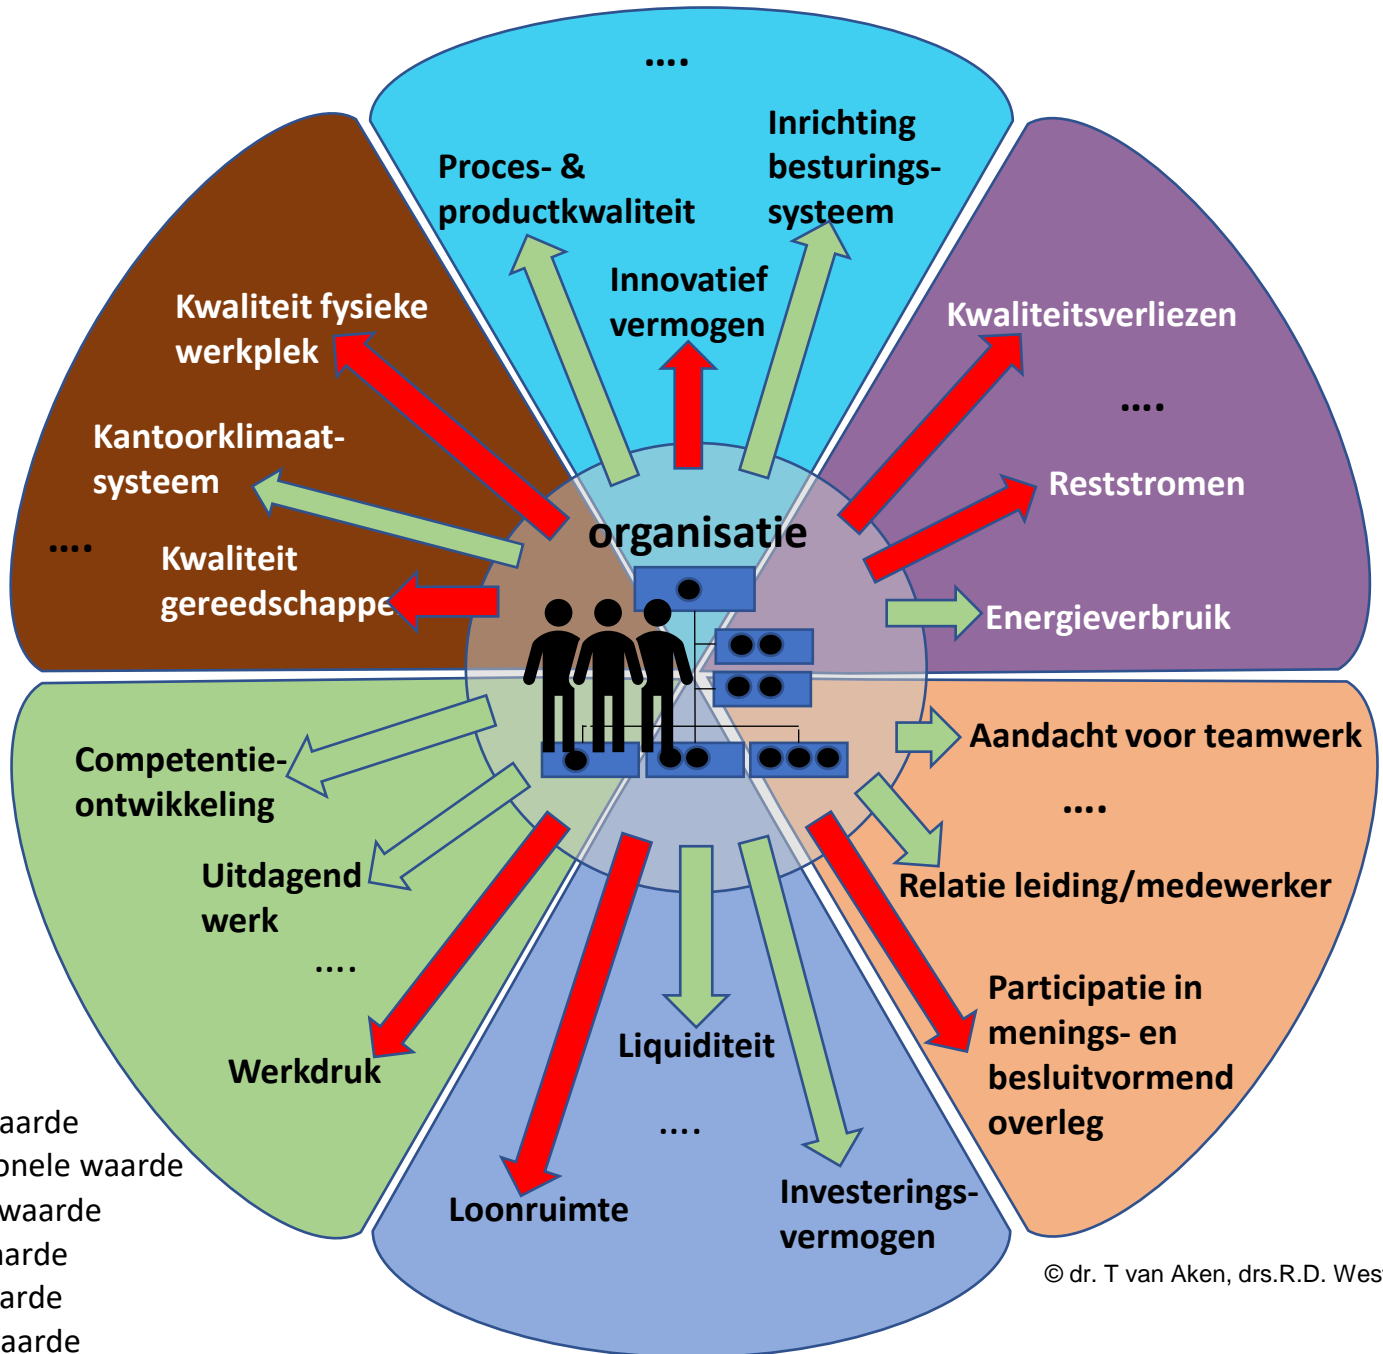 ....
Inrichting
besturings-
systeem
Proces- &
productkwaliteit
Innovatief
vermogen
Kwaliteit fysieke
werkplek
Kwaliteitsverliezen
....
Kantoorklimaat-
systeem
Reststromen
....
organisatie
Kwaliteit
gereedschappe
Energieverbruik
Aandacht voor teamwerk
....
Competentie-
ontwikkeling
Uitdagend
werk
....
Relatie leiding/medewerker
Participatie in
menings- en
besluitvormend
overleg
Werkdruk
Liquiditeit
....
Loonruimte
Investerings-
vermogen
aarde
onele waarde
waarde
aarde
arde
aarde
© dr. T van Aken, drs.R.D. Wes